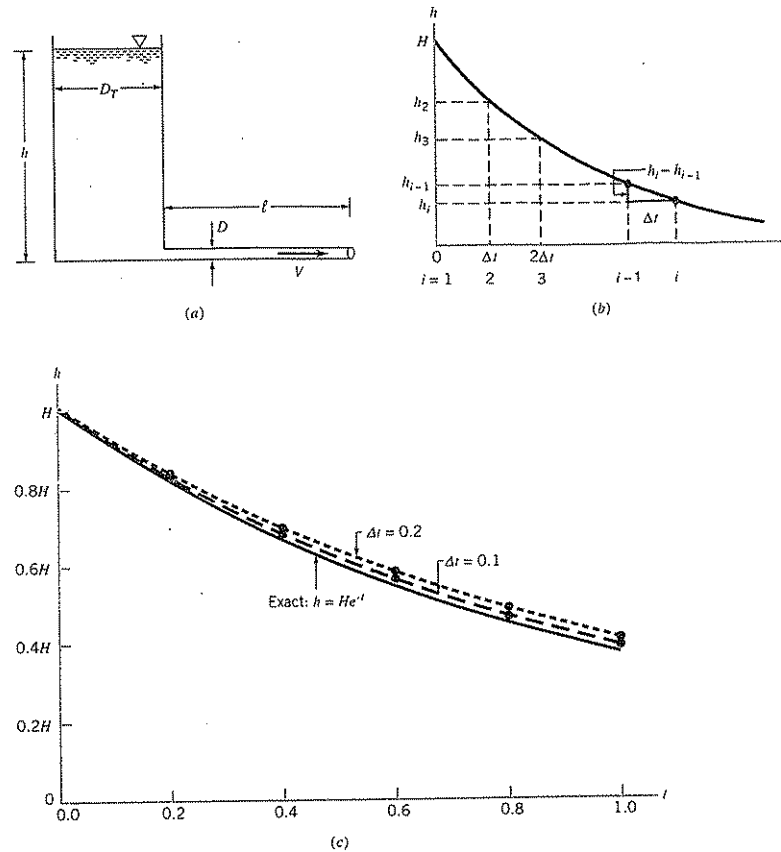 D_T
h
ℓ
D
V
(a)
h
H
h₂
h₃
h_{i-1}
h_i
h_i – h_{i-1}
Δt
0 Δt 2Δt i–1 i
i = 1 2 3
(b)
h
H
0.8H
0.6H
0.4H
0.2H
0
Δt = 0.2
Δt = 0.1
Exact: h = He⁻ᵗ
0.0 0.2 0.4 0.6 0.8 1.0 t
(c)